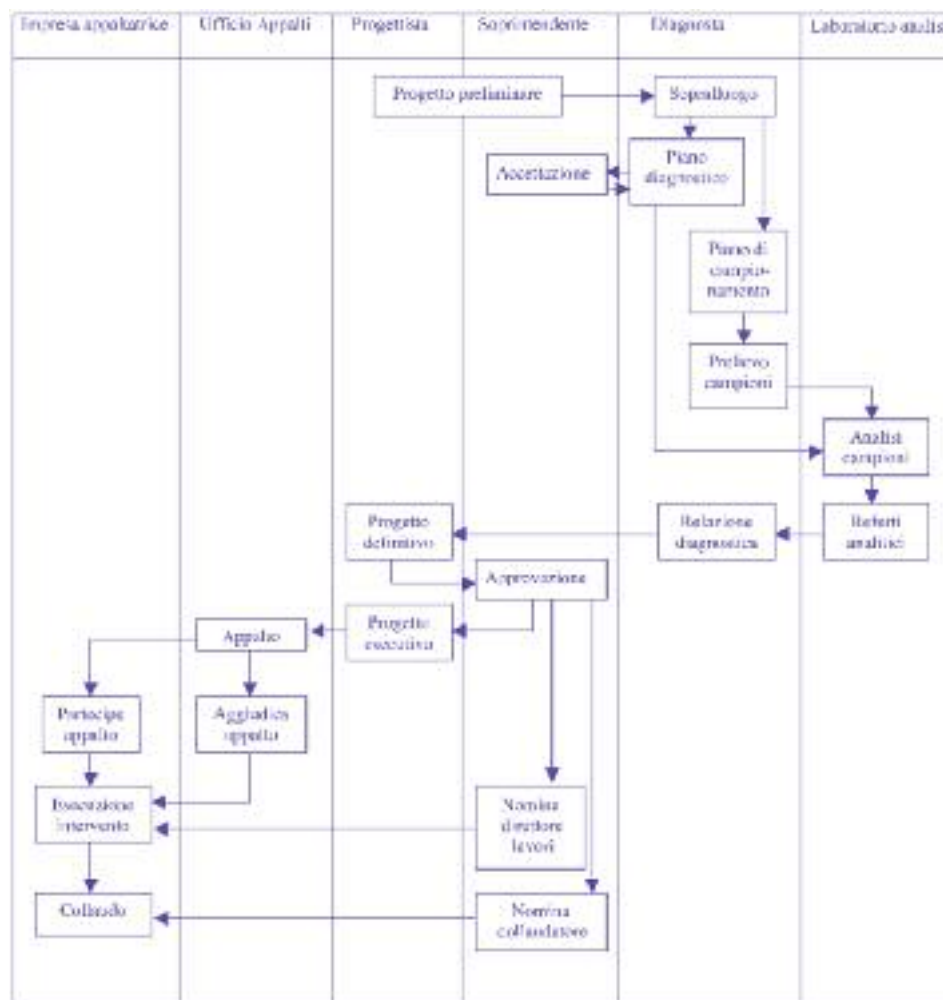 Impresa appaltatrice
Ufficio Appalti
Progettista
Soprintendente
Diagnosta
Laboratorio analisi
Progetto preliminare
Sopralluogo
Accettazione
Piano
diagnostico
Piano di
campio-
namento
Prelievo
campioni
Analisi
campioni
Progetto
definitivo
Relazione
diagnostica
Referti
analitici
Approvazione
Appalto
Progetto
esecutivo
Partecipa
appalto
Aggiudica
appalto
Esecuzione
intervento
Nomina
direttore
lavori
Collaudo
Nomina
collaudatore